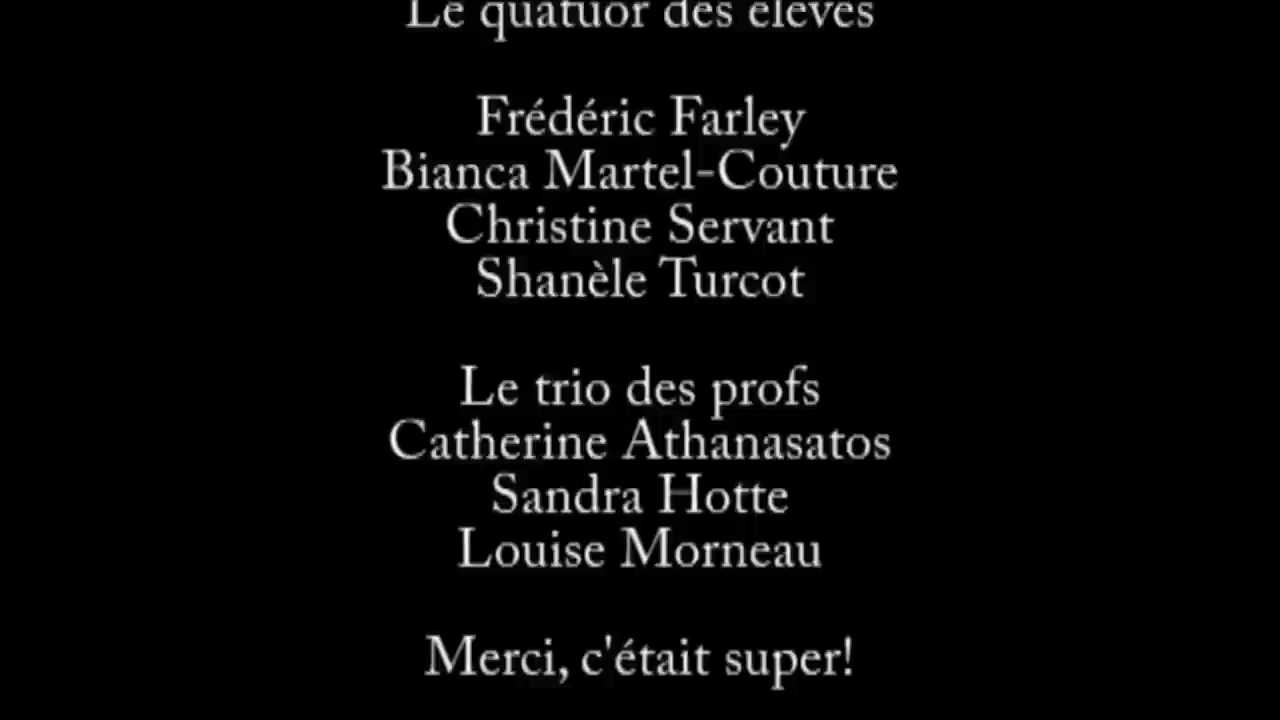 Le quatuor des élèves
Frédéric Farley
Bianca Martel-Couture
Christine Servant
Shanèle Turcot
Le trio des profs
Catherine Athanasatos
Sandra Hotte
Louise Morneau
Merci, c'était super!